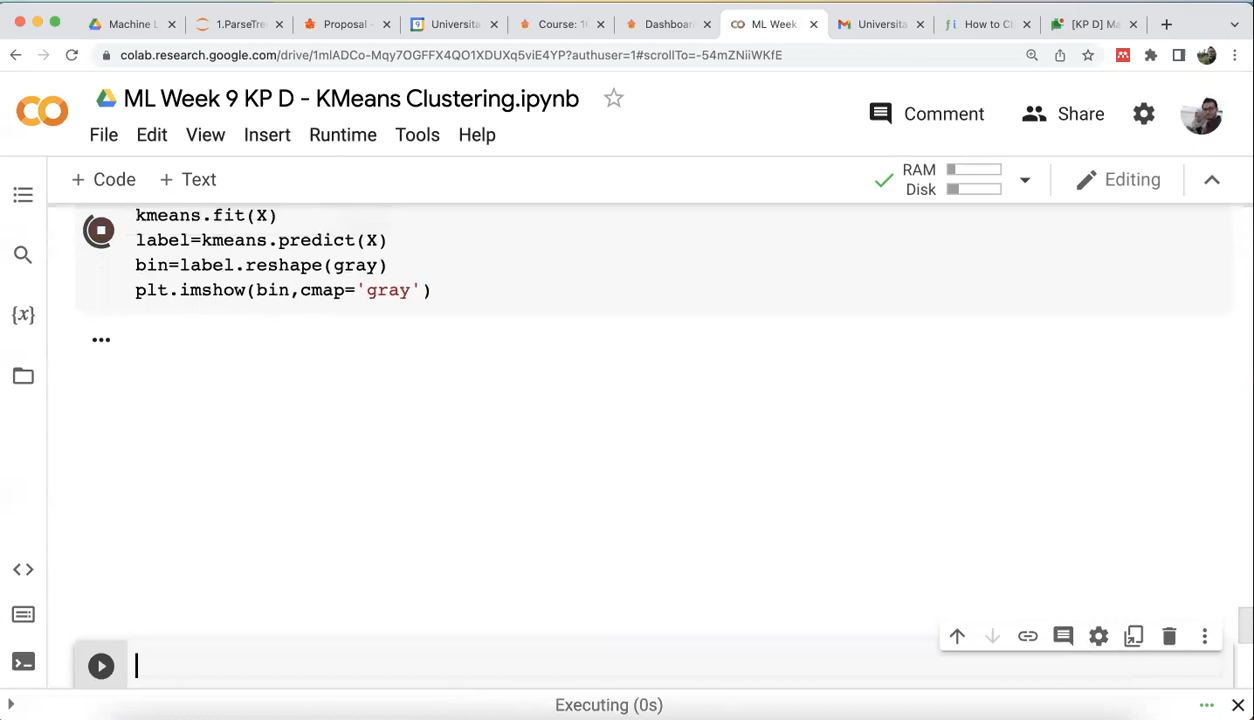 Machine L
1.ParseTre
Proposal -
Universita
Course: 1
Dashboar
ML Week
Universita
How to C
[KP D] Ma
colab.research.google.com/drive/1mlADCo-Mqy7OGFFX4QO1XDUXq5viE4YP?authuser=1#scrollTo=-54mZNiiWKfE
CO
ML Week 9 KP D - KMeans Clustering.ipynb
Comment
Share
File Edit View Insert Runtime Tools Help
+ Code + Text
RAM
Disk
Editing
kmeans.fit(X)
label=kmeans.predict(X)
bin=label.reshape(gray)
plt.imshow(bin,cmap='gray')
{x}
Executing (0s)